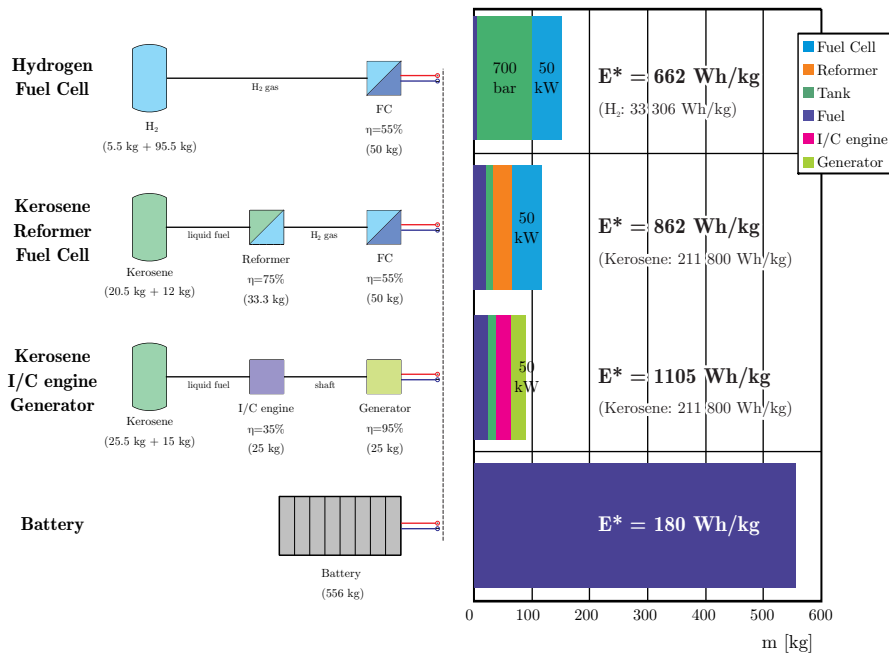 Hydrogen
Fuel Cell
H₂
(5.5 kg + 95.5 kg)
H₂ gas
FC
η=55%
(50 kg)
700
bar
50
kW
E* = 662 Wh/kg
(H₂: 33 306 Wh/kg)
Fuel Cell
Reformer
Tank
Fuel
I/C engine
Generator
Kerosene
Reformer
Fuel Cell
Kerosene
(20.5 kg + 12 kg)
liquid fuel
Reformer
η=75%
(33.3 kg)
H₂ gas
FC
η=55%
(50 kg)
50
kW
E* = 862 Wh/kg
(Kerosene: 211 800 Wh/kg)
Kerosene
I/C engine
Generator
Kerosene
(25.5 kg + 15 kg)
liquid fuel
I/C engine
η=35%
(25 kg)
shaft
Generator
η=95%
(25 kg)
50
kW
E* = 1105 Wh/kg
(Kerosene: 211 800 Wh/kg)
Battery
Battery
(556 kg)
E* = 180 Wh/kg
0 100 200 300 400 500 600
m [kg]